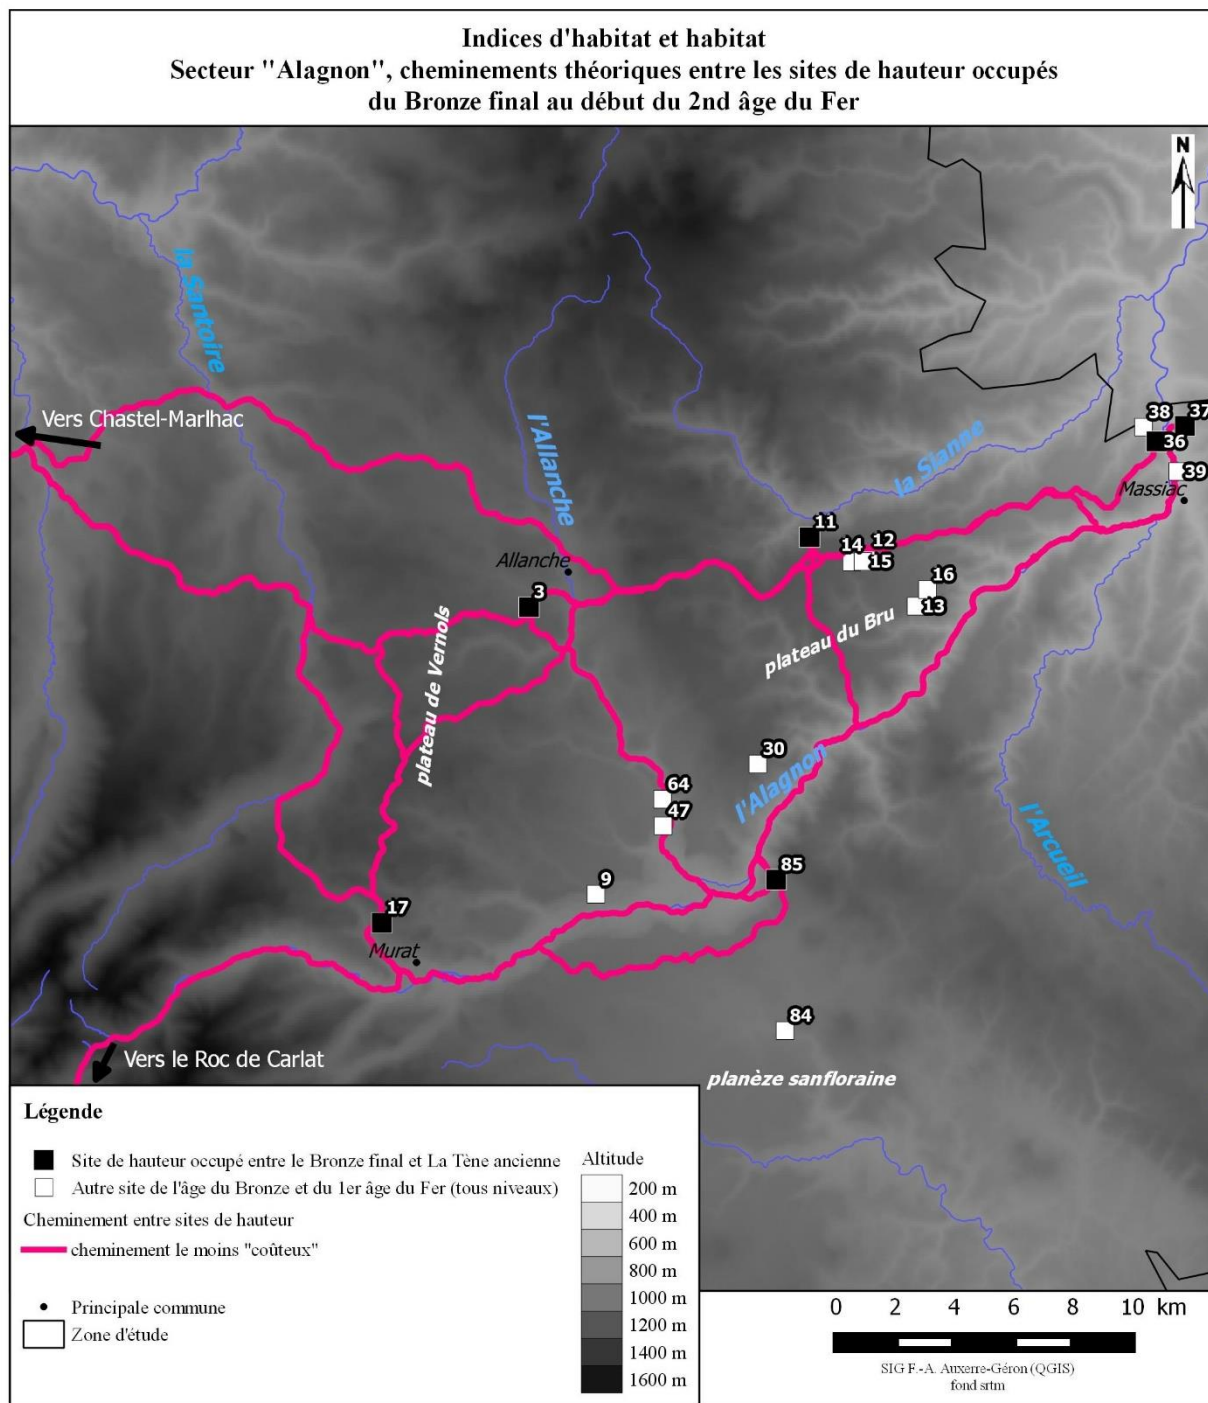 Indices d'habitat et habitat
Secteur "Alagnon", cheminements théoriques entre les sites de hauteur occupés
du Bronze final au début du 2nd âge du Fer
N
la Santoire
Vers Chastel-Marlhac
l'Allanche
la Sianne
38
37
36
39
Massiac
11
12
14
15
Allanche
3
16
13
plateau du Bru
plateau de Vernols
30
l'Alagnon
64
47
l'Arcueil
85
9
17
Murat
84
Vers le Roc de Carlat
planèze sanfloraine
Légende
Site de hauteur occupé entre le Bronze final et La Tène ancienne
Autre site de l'âge du Bronze et du 1er âge du Fer (tous niveaux)
Cheminement entre sites de hauteur
cheminement le moins "coûteux"
Principale commune
Zone d'étude
Altitude
200 m
400 m
600 m
800 m
1000 m
1200 m
1400 m
1600 m
0 2 4 6 8 10 km
SIG F.-A. Auxerre-Géron (QGIS)
fond srtm